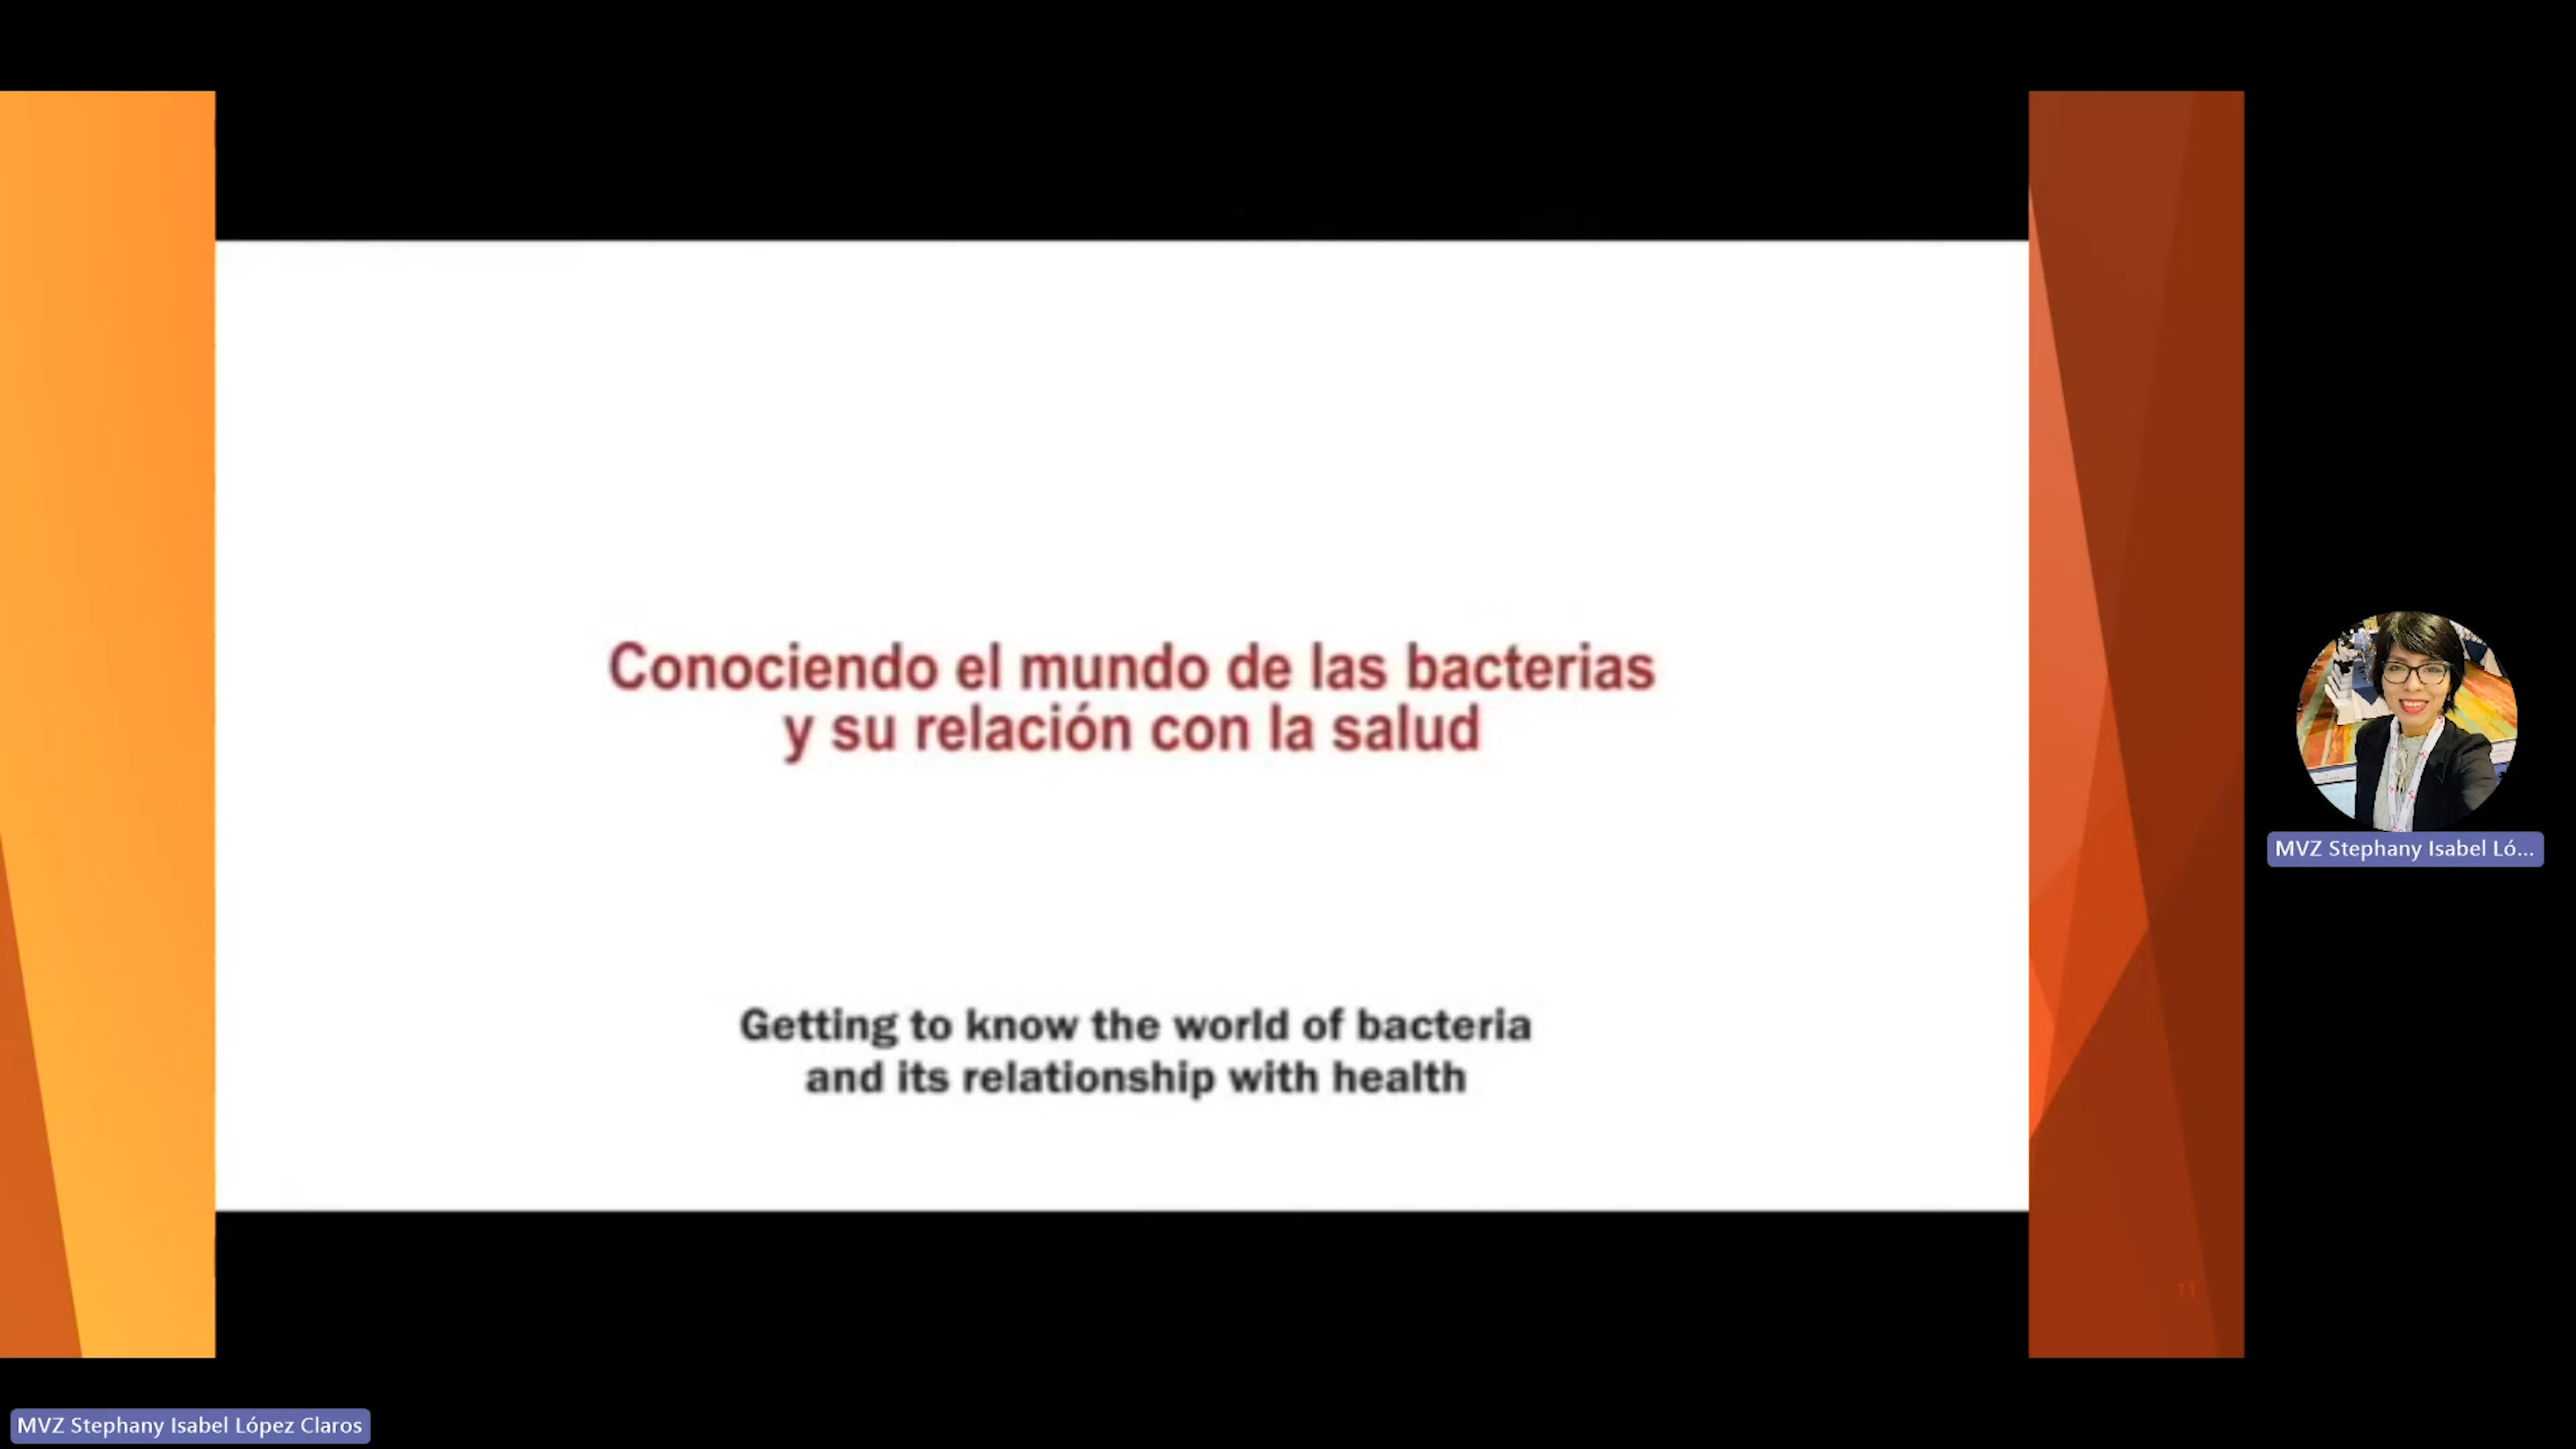 Conociendo el mundo de las bacterias
y su relación con la salud
Getting to know the world of bacteria
and its relationship with health
11
MVZ Stephany Isabel Ló...
MVZ Stephany Isabel López Claros